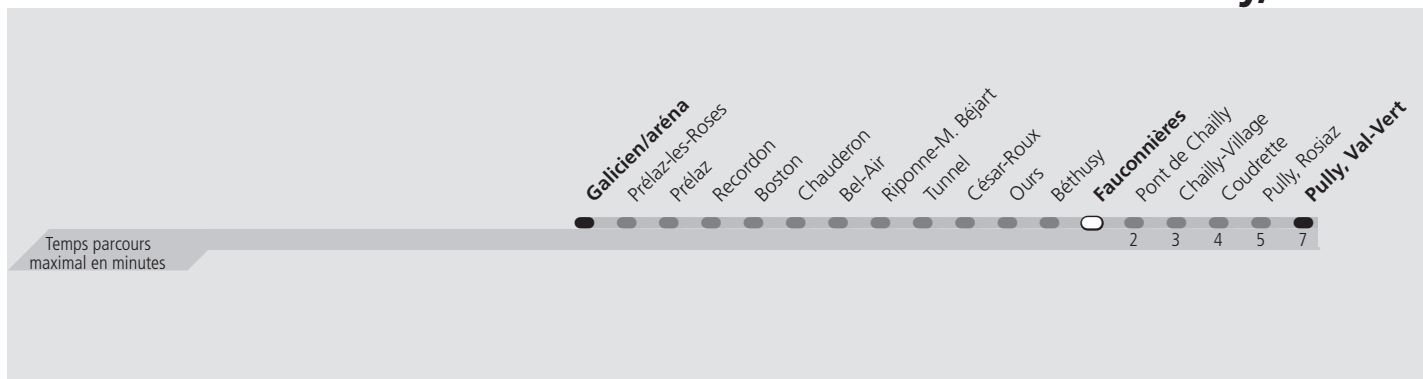 Galicien/aréna
Prélaz-les-Roses
Prélaz
Recordon
Boston
Chauderon
Bel-Air
Riponne-M. Béjart
Tunnel
César-Roux
Ours
Béthusy
Fauconnières
Pont de Chailly
Chailly-Village
Coudrette
Pully, Rosiaz
Pully, Val-Vert
Temps parcours
maximal en minutes
2 3 4 5 7